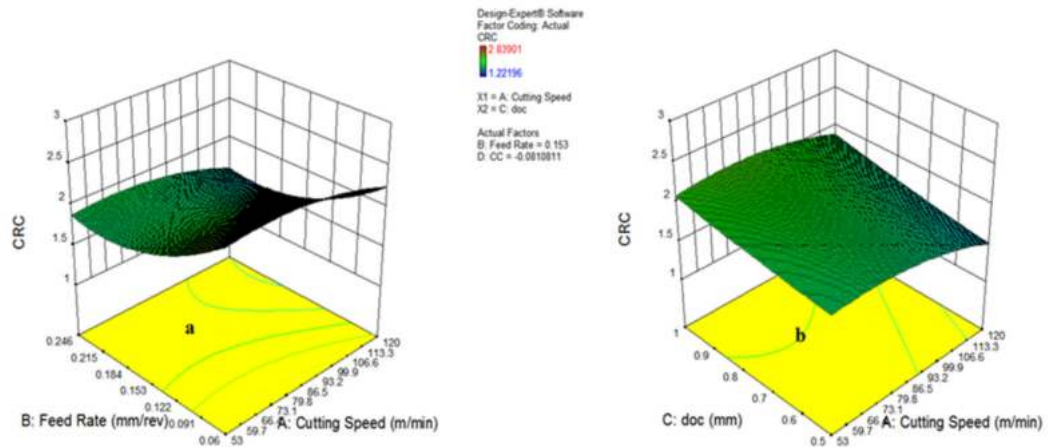 Design-Expert® Software
Factor Coding: Actual
CRC
2.83901
1.22196
X1 = A: Cutting Speed
X2 = C: doc
Actual Factors
B: Feed Rate = 0.153
D: CC = -0.0810811
3
2.5
2
1.5
1
CRC
a
0.246
0.215
0.184
0.153
0.122
0.091
0.06
B: Feed Rate (mm/rev)
120
113.3
106.6
99.9
93.2
86.5
79.8
73.1
66
59.7
53
A: Cutting Speed (m/min)
3
2.5
2
1.5
1
CRC
b
1
0.9
0.8
0.7
0.6
0.5
C: doc (mm)
120
113.3
106.6
99.9
93.2
86.5
79.8
73.1
66
59.7
53
A: Cutting Speed (m/min)